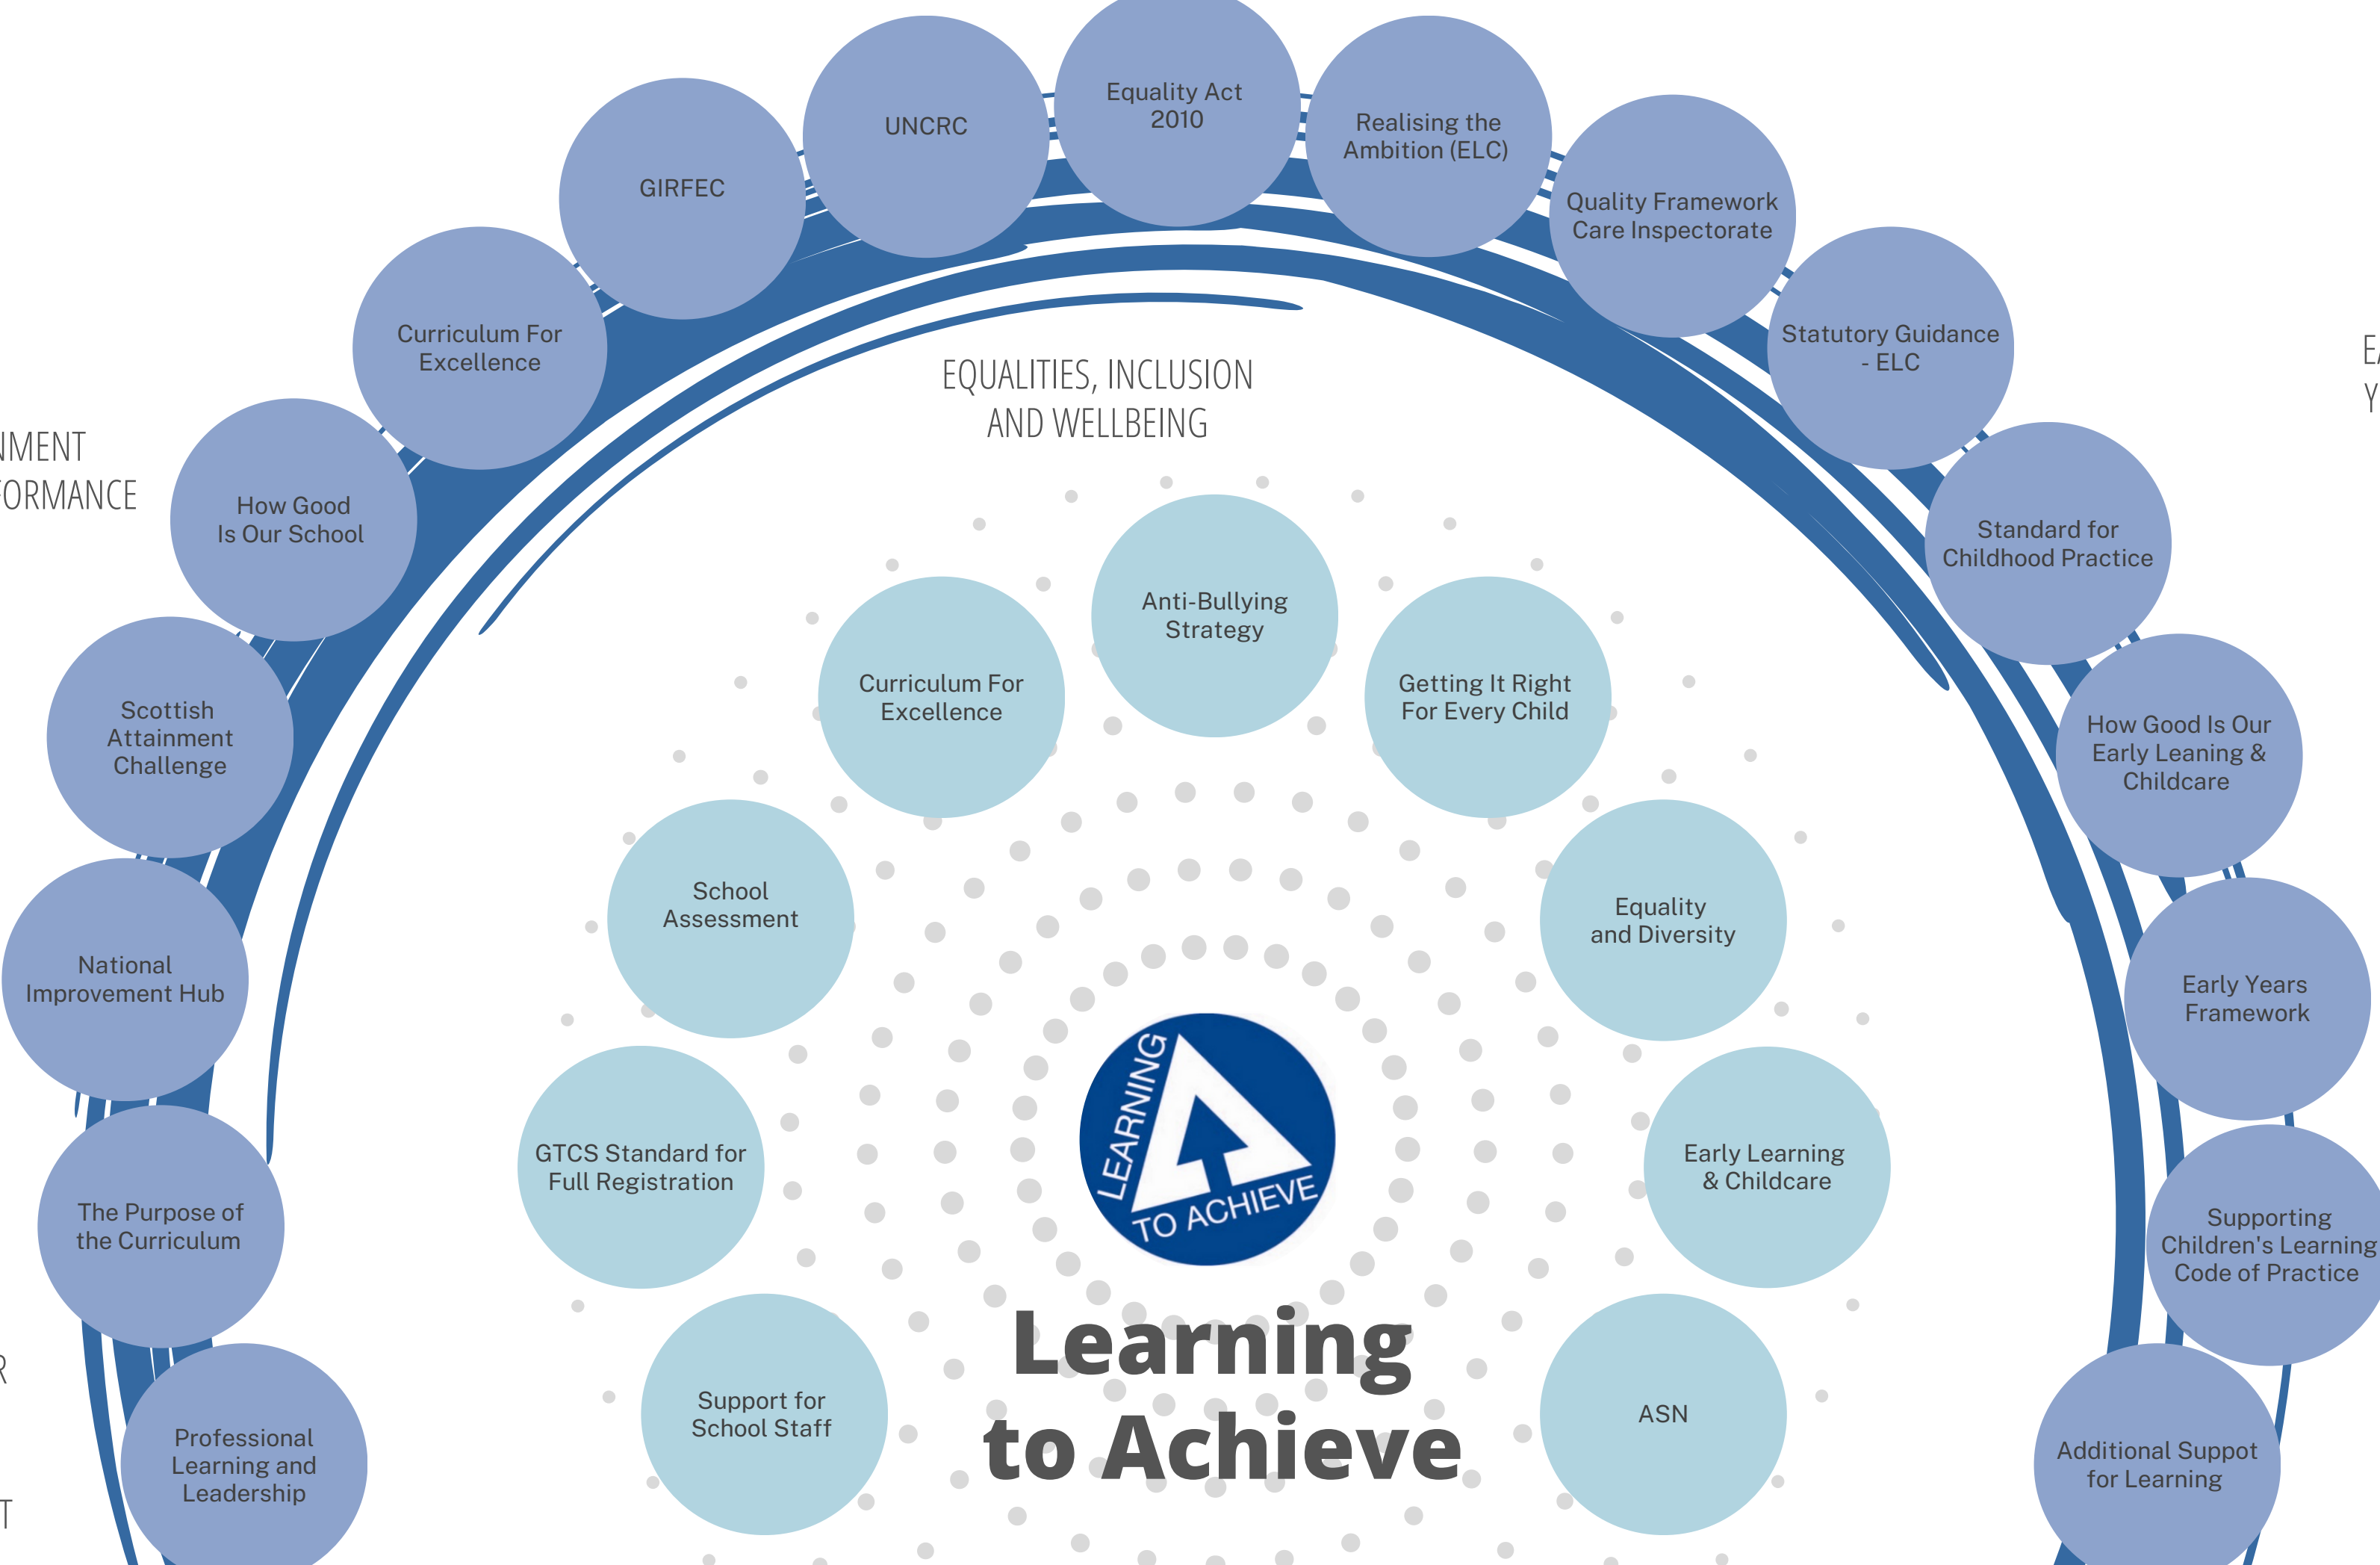 Equality Act
2010
UNCRC
Realising the
Ambition (ELC)
GIRFEC
Quality Framework
Care Inspectorate
Curriculum For
Excellence
Statutory Guidance
- ELC
How Good
Is Our School
Standard for
Childhood Practice
Scottish
Attainment
Challenge
How Good Is Our
Early Leaning &
Childcare
National
Improvement Hub
Early Years
Framework
The Purpose of
the Curriculum
Supporting
Children's Learning
Code of Practice
Professional
Learning and
Leadership
Additional Suppot
for Learning
EQUALITIES, INCLUSION
AND WELLBEING
Anti-Bullying
Strategy
Curriculum For
Excellence
Getting It Right
For Every Child
School
Assessment
Equality
and Diversity
GTCS Standard for
Full Registration
Early Learning
& Childcare
Support for
School Staff
ASN
LEARNING
TO ACHIEVE
Learning
to Achieve